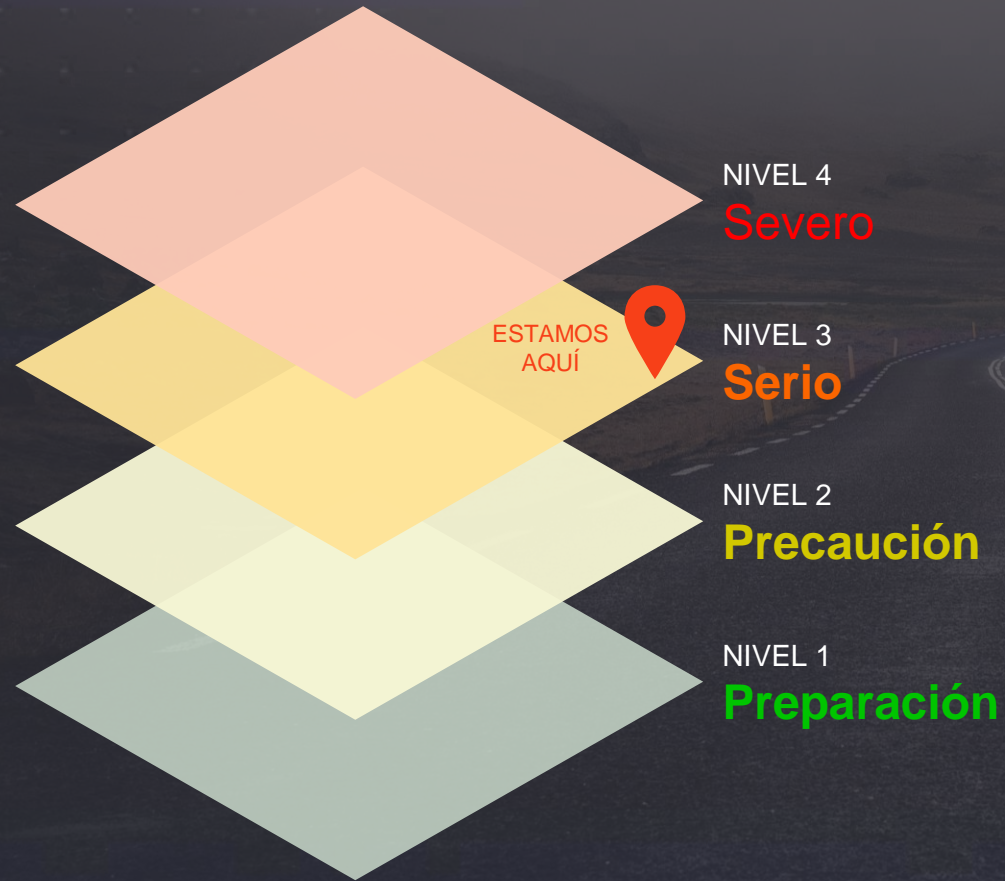 NIVEL 4
Severo
ESTAMOS
AQUÍ
NIVEL 3
Serio
NIVEL 2
Precaución
NIVEL 1
Preparación